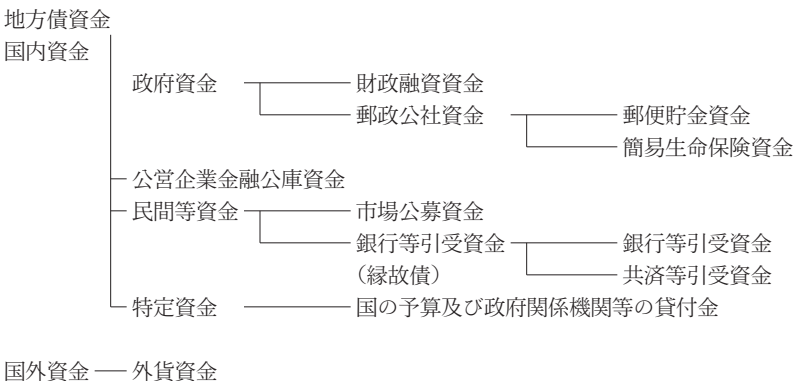 地方債資金
国内資金
政府資金 財政融資資金
郵政公社資金 郵便貯金資金
簡易生命保険資金
公営企業金融公庫資金
民間等資金 市場公募資金
銀行等引受資金 銀行等引受資金
（縁故債） 共済等引受資金
特定資金 国の予算及び政府関係機関等の貸付金
国外資金 外貨資金